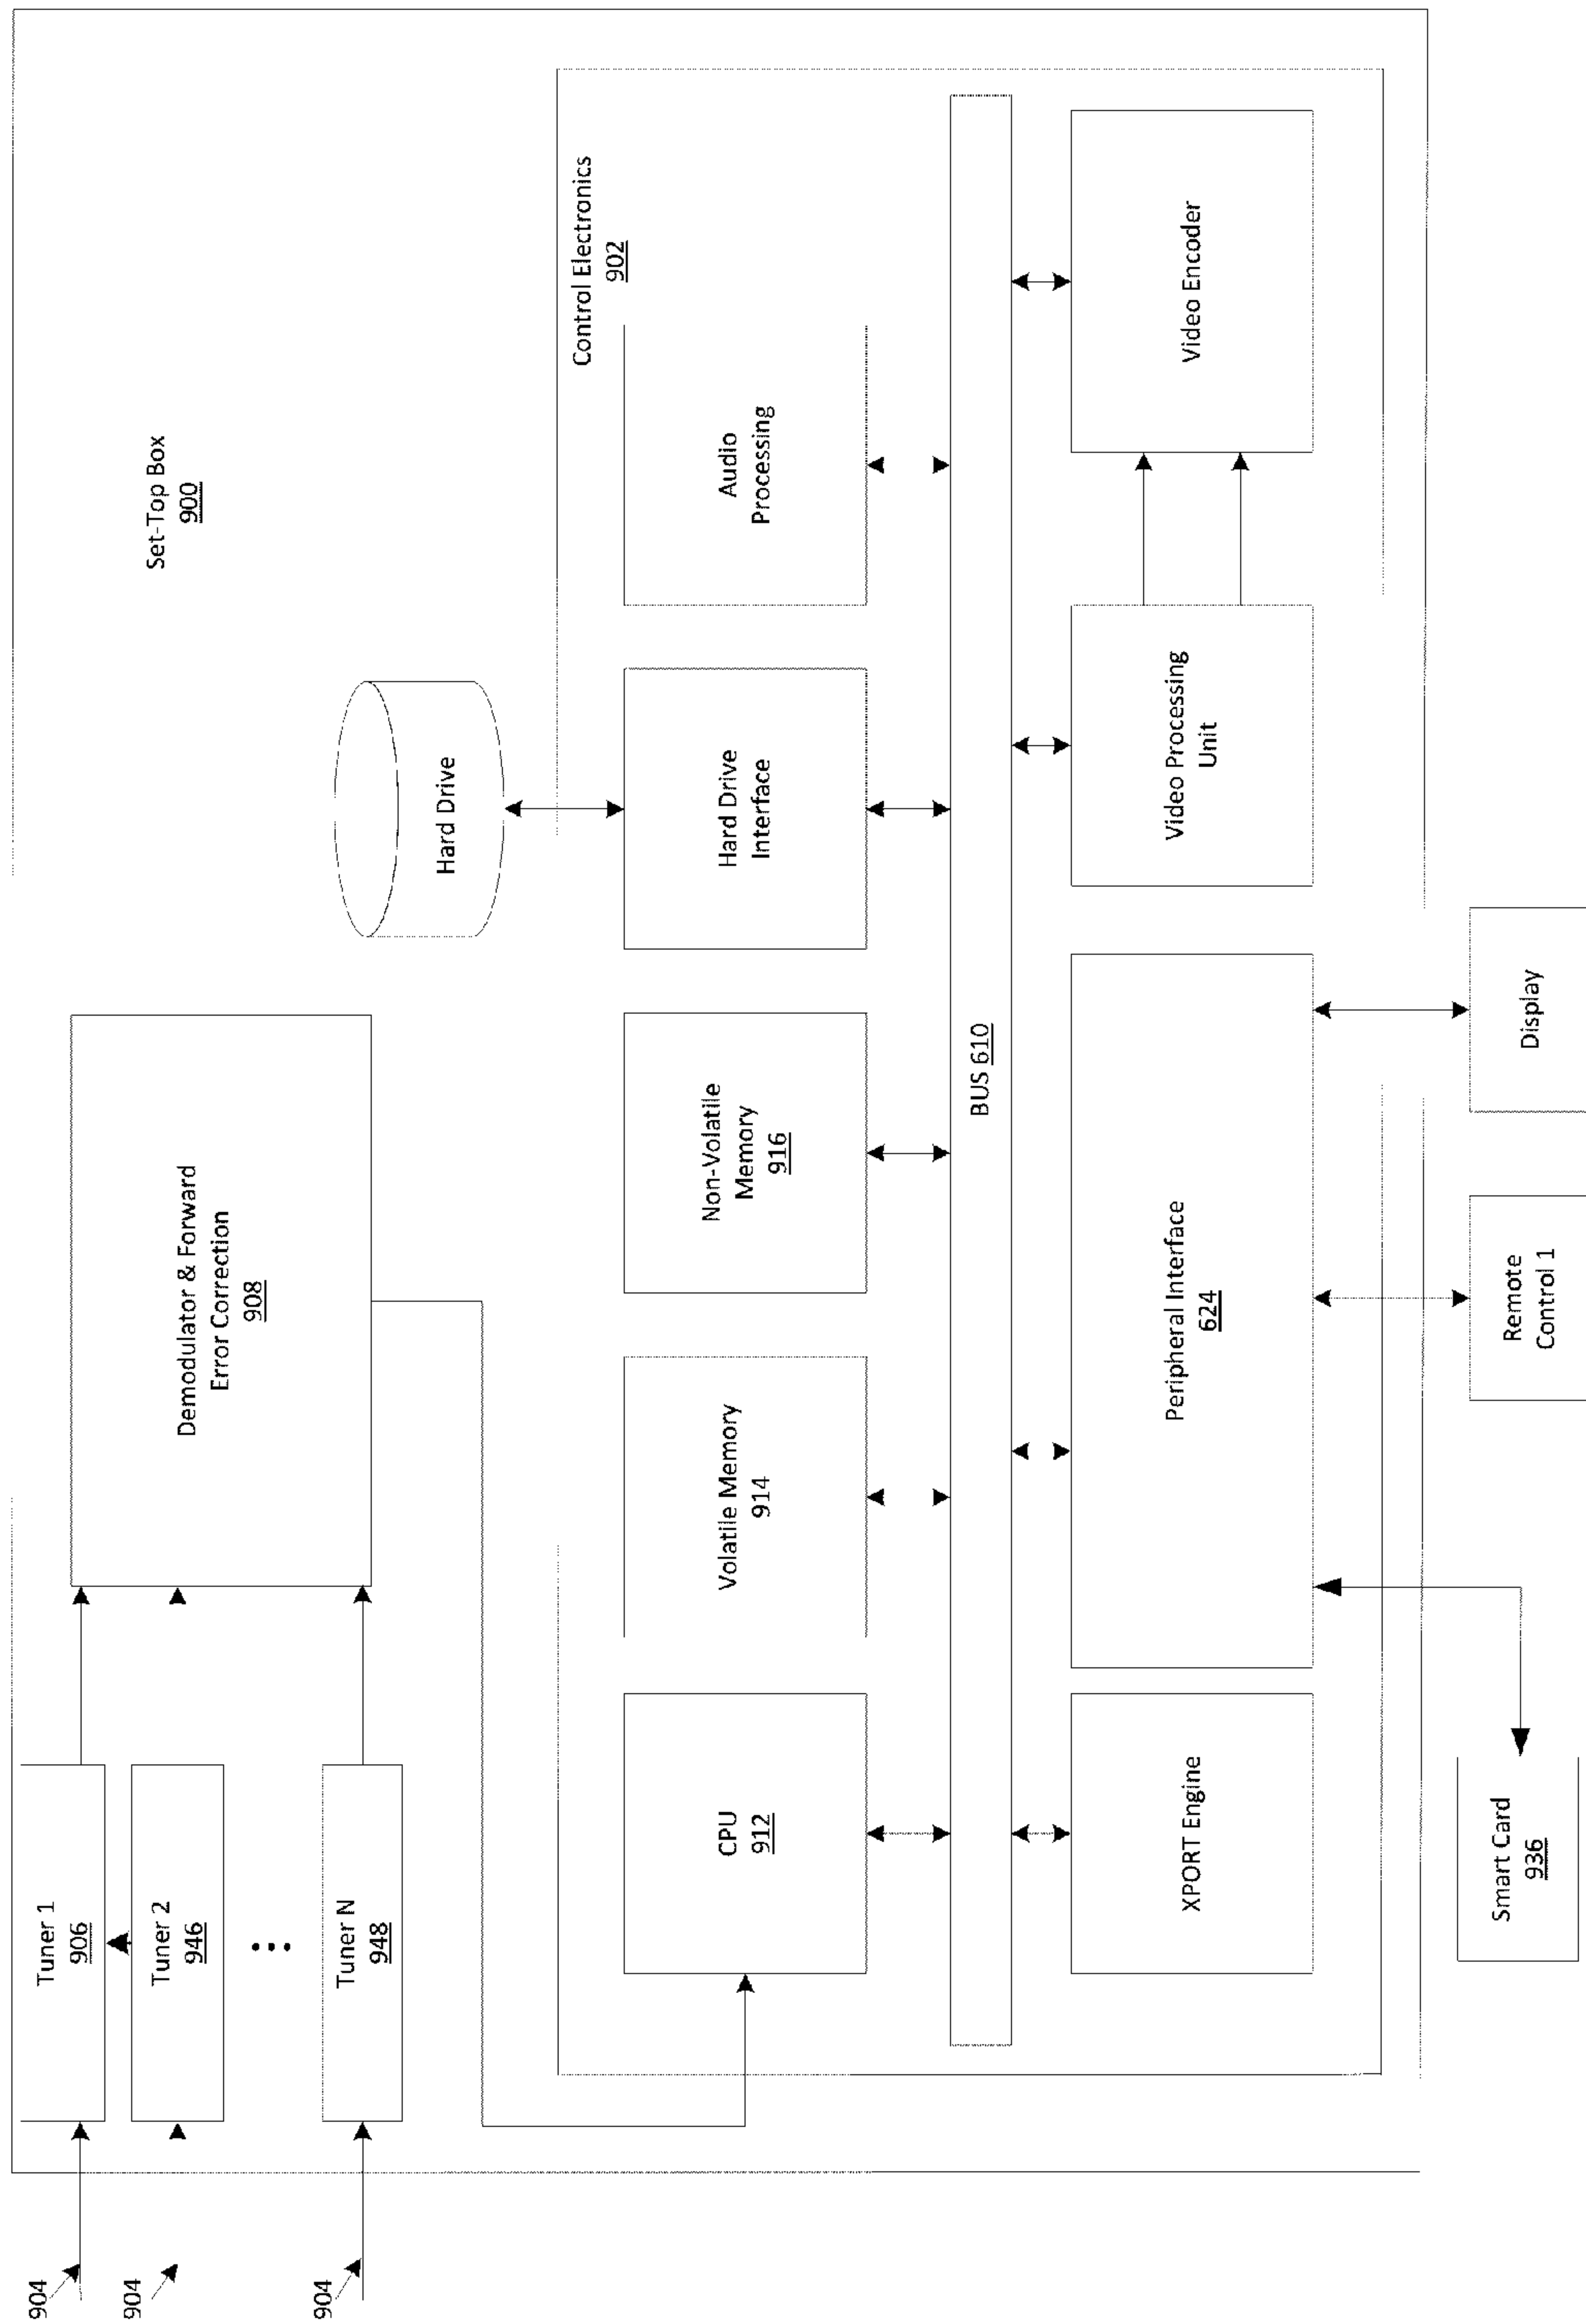 904
904
904
Tuner 1
906
Tuner 2
946
Tuner N
948
Demodulator & Forward
Error Correction
908
Set-Top Box
900
Hard Drive
Control Electronics
902
CPU
912
Volatile Memory
914
Non-Volatile
Memory
916
Hard Drive
Interface
Audio
Processing
BUS 610
XPORT Engine
Peripheral Interface
624
Video Processing
Unit
Video Encoder
Smart Card
936
Remote
Control 1
Display